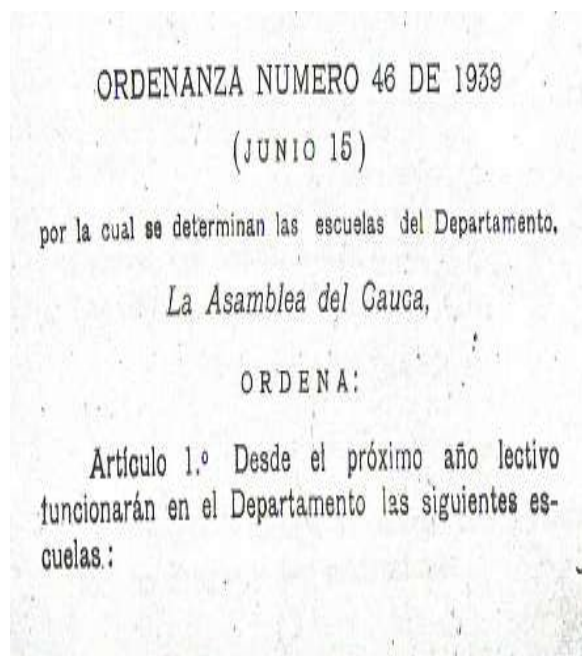 ORDENANZA NUMERO 46 DE 1939
(JUNIO 15)
por la cual se determinan las escuelas del Departamento.
La Asamblea del Cauca,
ORDENA:
Artículo 1.º Desde el próximo año lectivo
funcionarán en el Departamento las siguientes es-
cuelas: